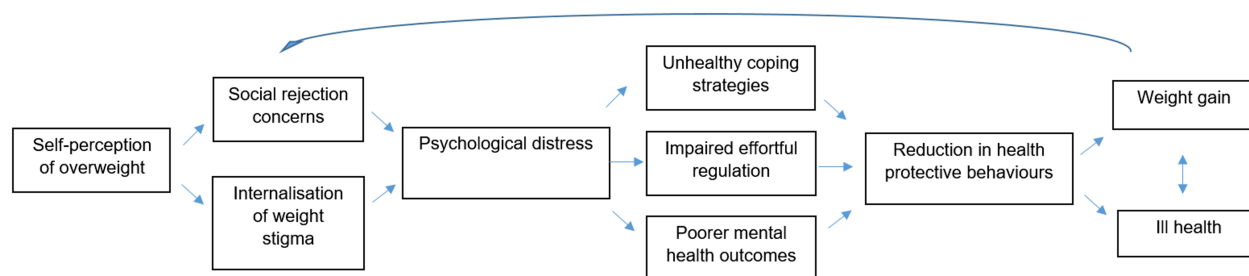 Self-perception
of overweight
Social rejection
concerns
Internalisation
of weight
stigma
Psychological distress
Unhealthy coping
strategies
Impaired effortful
regulation
Poorer mental
health outcomes
Reduction in health
protective behaviours
Weight gain
Ill health